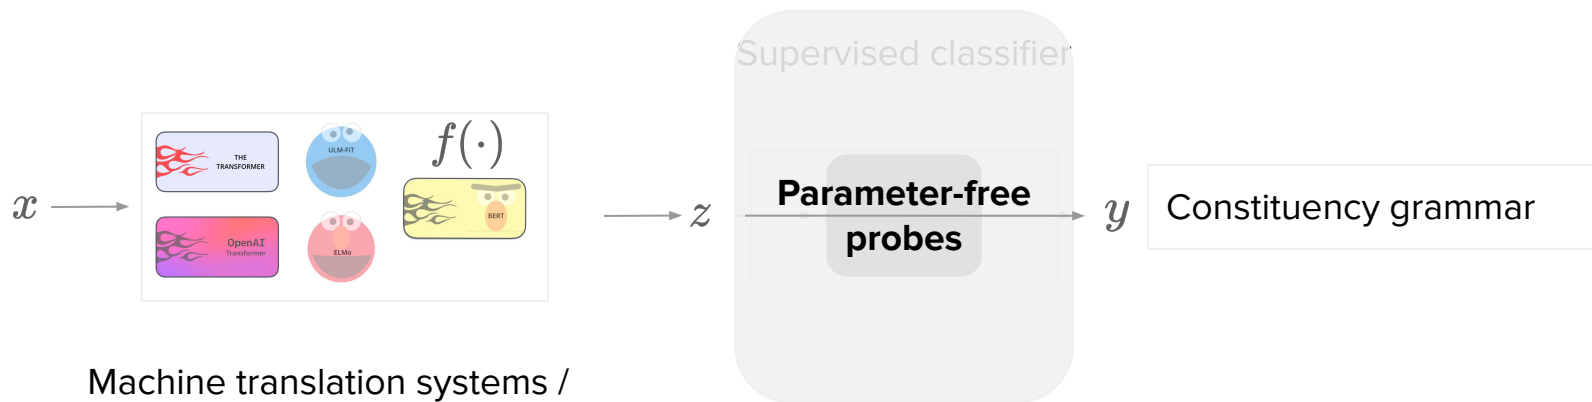 Supervised classifier
THE
TRANSFORMER
ULM-FiT
f(·)
BERT
OpenAI
Transformer
ELMo
x
z
Parameter-free
probes
y
Constituency grammar
Machine translation systems /